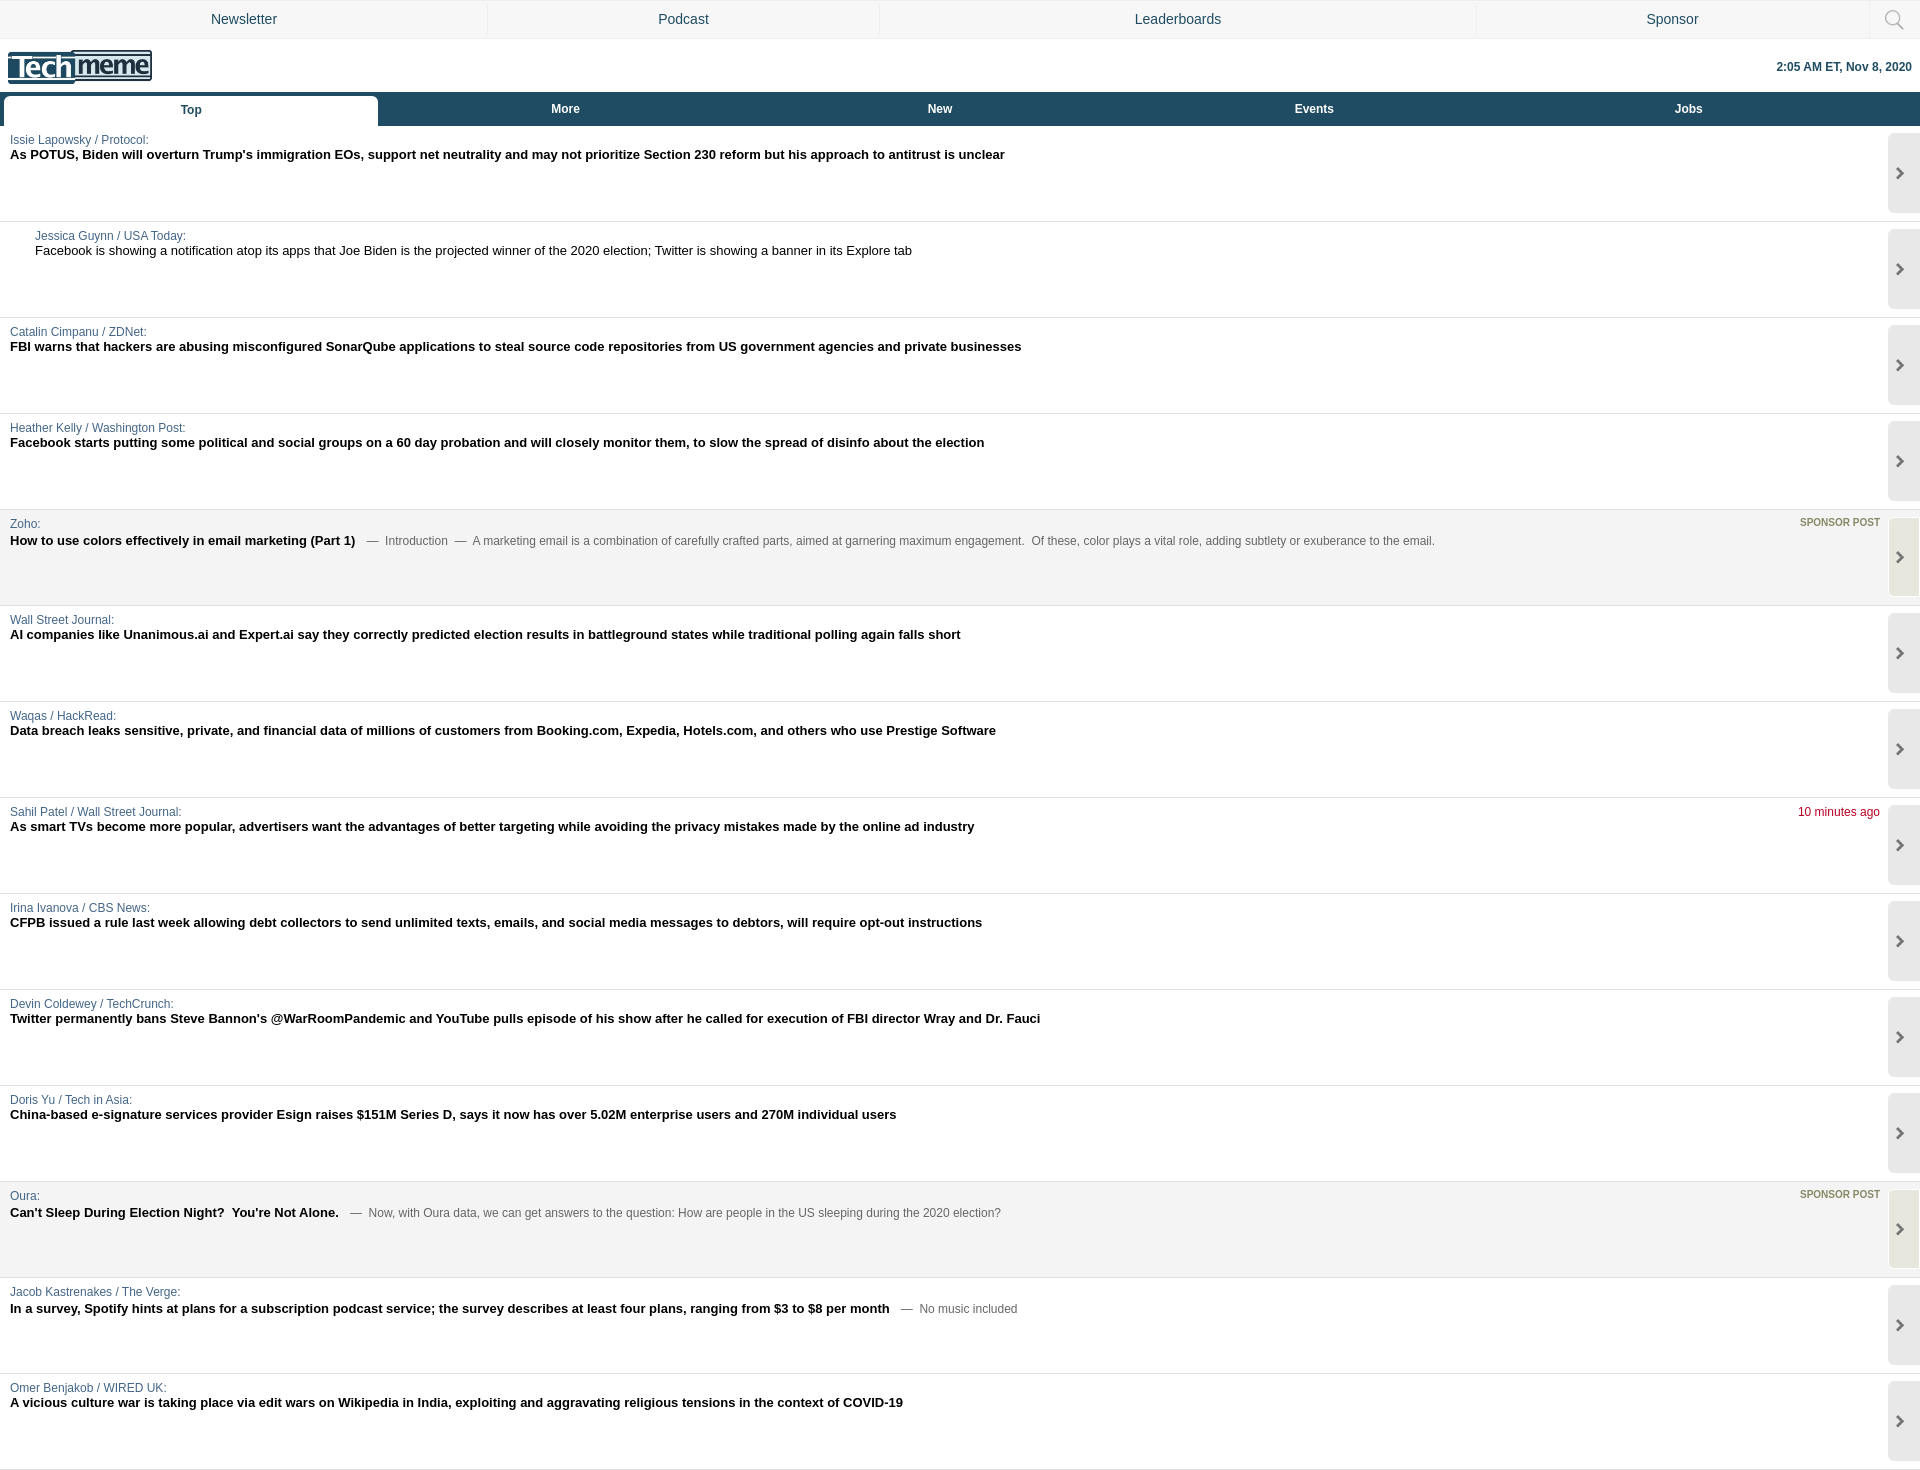 Newsletter
Podcast
Leaderboards
Sponsor
Techmeme
2:05 AM ET, Nov 8, 2020
Top
More
New
Events
Jobs
Issie Lapowsky / Protocol:
As POTUS, Biden will overturn Trump's immigration EOs, support net neutrality and may not prioritize Section 230 reform but his approach to antitrust is unclear
Jessica Guynn / USA Today:
Facebook is showing a notification atop its apps that Joe Biden is the projected winner of the 2020 election; Twitter is showing a banner in its Explore tab
Catalin Cimpanu / ZDNet:
FBI warns that hackers are abusing misconfigured SonarQube applications to steal source code repositories from US government agencies and private businesses
Heather Kelly / Washington Post:
Facebook starts putting some political and social groups on a 60 day probation and will closely monitor them, to slow the spread of disinfo about the election
Zoho:
SPONSOR POST
How to use colors effectively in email marketing (Part 1) — Introduction — A marketing email is a combination of carefully crafted parts, aimed at garnering maximum engagement. Of these, color plays a vital role, adding subtlety or exuberance to the email.
Wall Street Journal:
AI companies like Unanimous.ai and Expert.ai say they correctly predicted election results in battleground states while traditional polling again falls short
Waqas / HackRead:
Data breach leaks sensitive, private, and financial data of millions of customers from Booking.com, Expedia, Hotels.com, and others who use Prestige Software
Sahil Patel / Wall Street Journal:
10 minutes ago
As smart TVs become more popular, advertisers want the advantages of better targeting while avoiding the privacy mistakes made by the online ad industry
Irina Ivanova / CBS News:
CFPB issued a rule last week allowing debt collectors to send unlimited texts, emails, and social media messages to debtors, will require opt-out instructions
Devin Coldewey / TechCrunch:
Twitter permanently bans Steve Bannon's @WarRoomPandemic and YouTube pulls episode of his show after he called for execution of FBI director Wray and Dr. Fauci
Doris Yu / Tech in Asia:
China-based e-signature services provider Esign raises $151M Series D, says it now has over 5.02M enterprise users and 270M individual users
Oura:
SPONSOR POST
Can't Sleep During Election Night? You're Not Alone. — Now, with Oura data, we can get answers to the question: How are people in the US sleeping during the 2020 election?
Jacob Kastrenakes / The Verge:
In a survey, Spotify hints at plans for a subscription podcast service; the survey describes at least four plans, ranging from $3 to $8 per month — No music included
Omer Benjakob / WIRED UK:
A vicious culture war is taking place via edit wars on Wikipedia in India, exploiting and aggravating religious tensions in the context of COVID-19